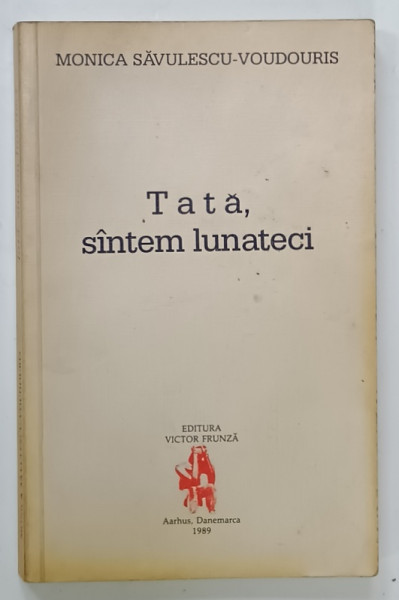 MONICA SĂVULESCU-VOUDOURIS
Tată,
sîntem lunateci
EDITURA
VICTOR FRUNZĂ
Aarhus, Danemarca
1989